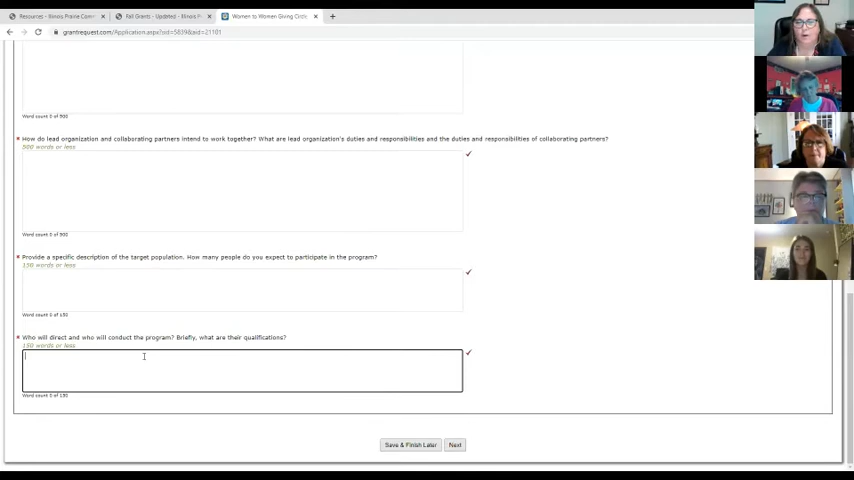 Resources - Illinois Prairie Comm
Fall Grants - Updated - Illinois P
Women to Women Giving Circle
grantrequest.com/Application.aspx?sid=5839&aid=21101
Word count 0 of 500
How do lead organization and collaborating partners intend to work together? What are lead organization's duties and responsibilities and the duties and responsibilities of collaborating partners?
500 words or less
Word count 0 of 500
Provide a specific description of the target population. How many people do you expect to participate in the program?
150 words or less
Word count 0 of 150
Who will direct and who will conduct the program? Briefly, what are their qualifications?
150 words or less
Word count 0 of 150
Save & Finish Later
Next